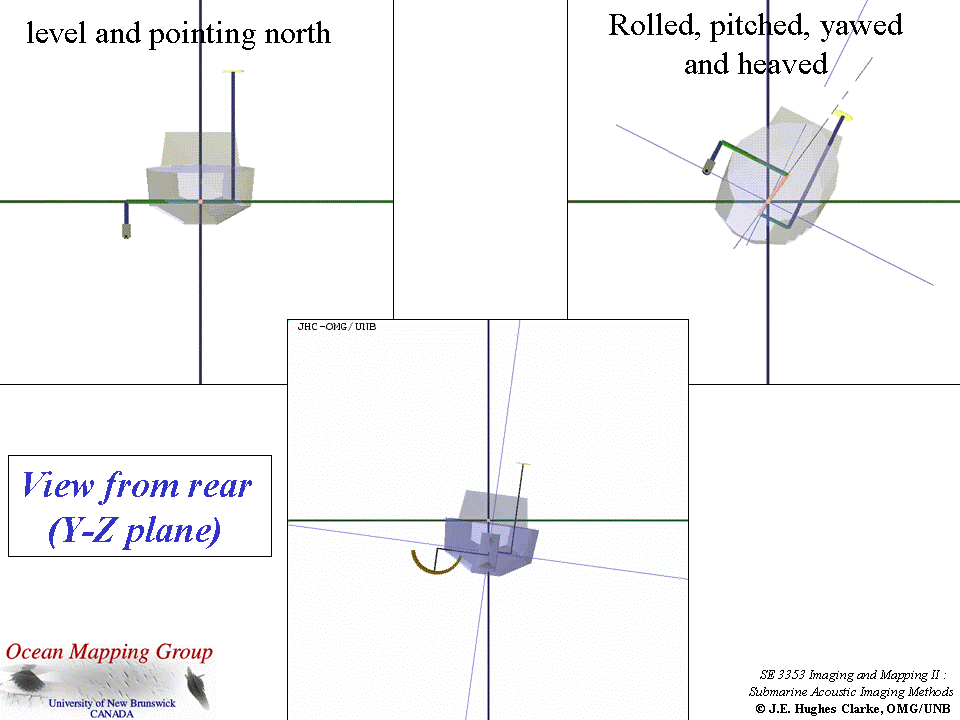 level and pointing north
Rolled, pitched, yawed
and heaved
JHC-OMG/UNB
View from rear
(Y-Z plane)
Ocean Mapping Group
University of New Brunswick
CANADA
SE 3353 Imaging and Mapping II :
Submarine Acoustic Imaging Methods
© J.E. Hughes Clarke, OMG/UNB